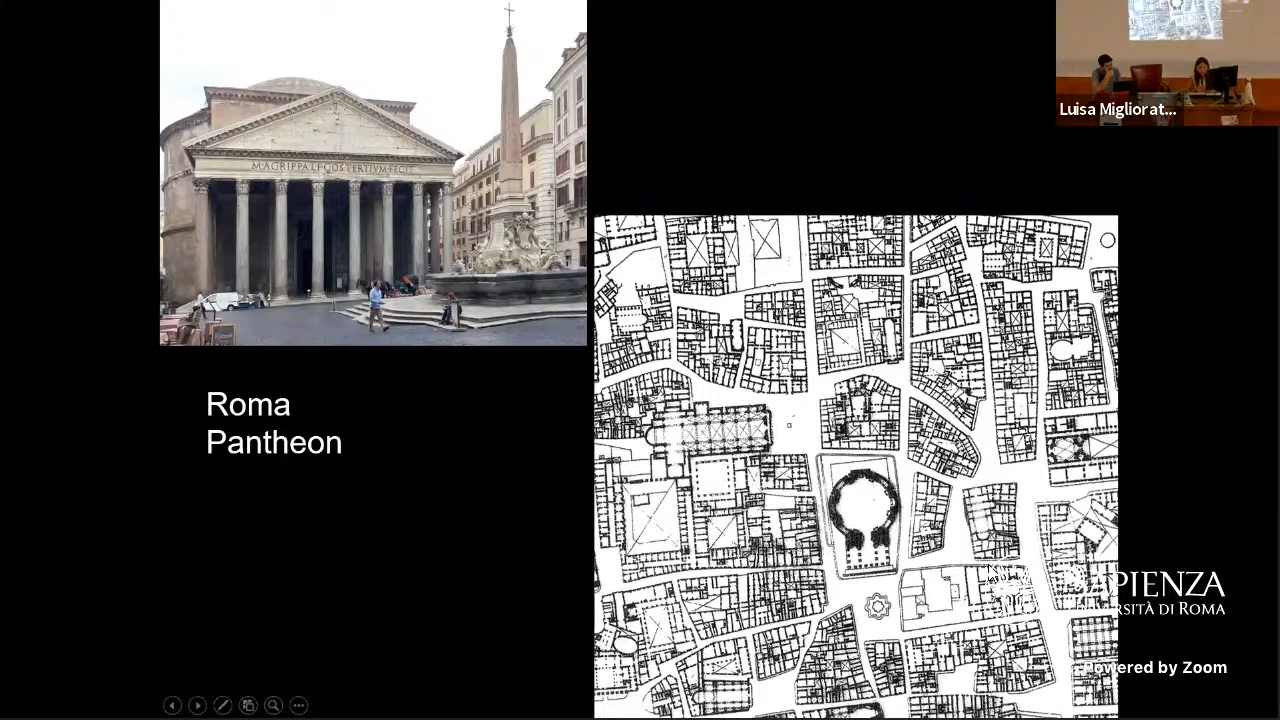 M·AGRIPPA·L·F·COS·TERTIVM·FECIT
Luisa Migliorat...
Roma
Pantheon
SAPIENZA
UNIVERSITÀ DI ROMA
Powered by Zoom